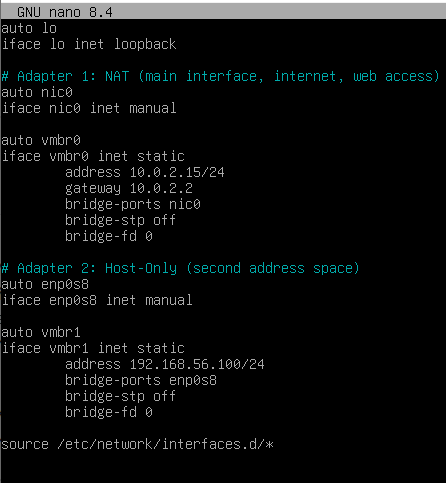 GNU nano 8.4
auto lo
iface lo inet loopback
# Adapter 1: NAT (main interface, internet, web access)
auto nic0
iface nic0 inet manual
auto vmbr0
iface vmbr0 inet static
address 10.0.2.15/24
gateway 10.0.2.2
bridge-ports nic0
bridge-stp off
bridge-fd 0
# Adapter 2: Host-Only (second address space)
auto enp0s8
iface enp0s8 inet manual
auto vmbr1
iface vmbr1 inet static
address 192.168.56.100/24
bridge-ports enp0s8
bridge-stp off
bridge-fd 0
source /etc/network/interfaces.d/*